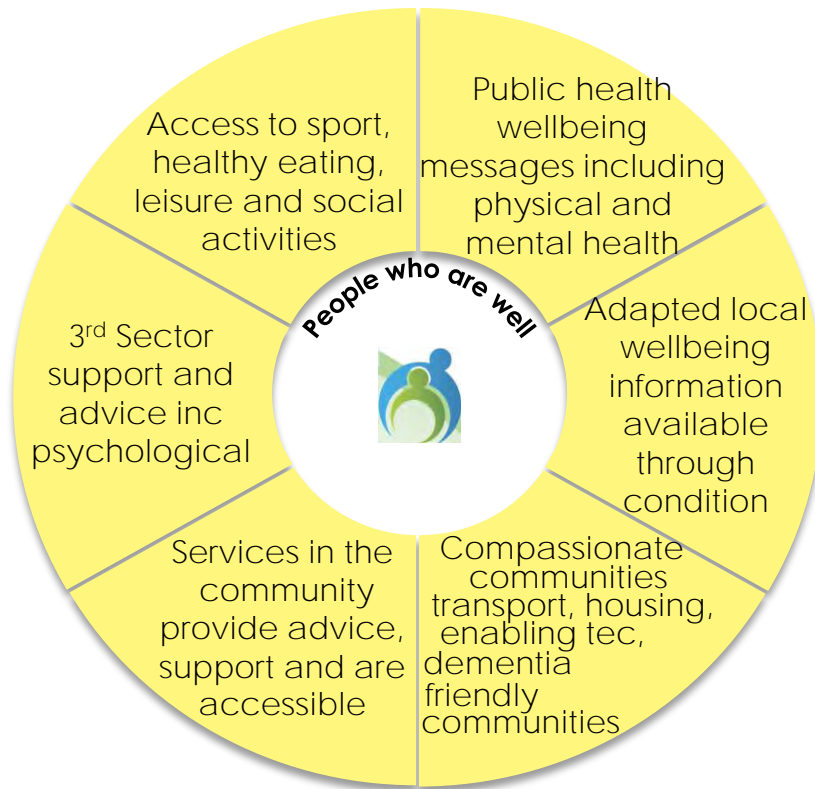 People who are well
Public health
wellbeing
messages including
physical and
mental health
Adapted local
wellbeing
information
available
through
condition
Compassionate
communities
transport, housing,
enabling tec,
dementia
friendly
communities
Services in the
community
provide advice,
support and are
accessible
3rd Sector
support and
advice inc
psychological
Access to sport,
healthy eating,
leisure and social
activities